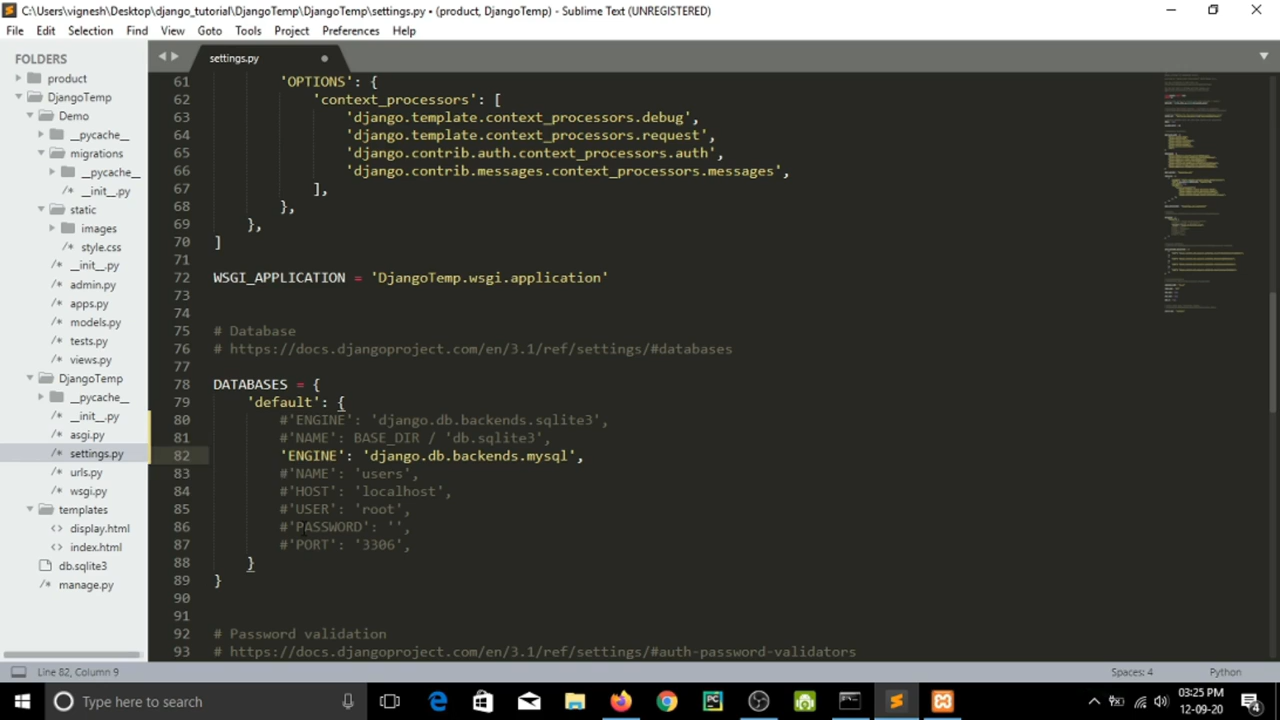 C:\Users\vignesh\Desktop\django_tutorial\DjangoTemp\DjangoTemp\settings.py • (product, DjangoTemp) - Sublime Text (UNREGISTERED)
File Edit Selection Find View Goto Tools Project Preferences Help
FOLDERS
product
DjangoTemp
Demo
__pycache__
migrations
__pycache__
__init__.py
static
images
style.css
__init__.py
admin.py
apps.py
models.py
tests.py
views.py
DjangoTemp
__pycache__
__init__.py
asgi.py
settings.py
urls.py
wsgi.py
templates
display.html
index.html
db.sqlite3
manage.py
settings.py
61 'OPTIONS': {
62 'context_processors': [
63 'django.template.context_processors.debug',
64 'django.template.context_processors.request',
65 'django.contrib.auth.context_processors.auth',
66 'django.contrib.messages.context_processors.messages',
67 ],
68 },
69 },
70 ]
71
72 WSGI_APPLICATION = 'DjangoTemp.wsgi.application'
73
74
75 # Database
76 # https://docs.djangoproject.com/en/3.1/ref/settings/#databases
77
78 DATABASES = {
79 'default': {
80 #'ENGINE': 'django.db.backends.sqlite3',
81 #'NAME': BASE_DIR / 'db.sqlite3',
82 'ENGINE': 'django.db.backends.mysql',
83 #'NAME': 'users',
84 #'HOST': 'localhost',
85 #'USER': 'root',
86 #'PASSWORD': '',
87 #'PORT': '3306',
88 }
89 }
90
91
92 # Password validation
93 # https://docs.djangoproject.com/en/3.1/ref/settings/#auth-password-validators
Line 82, Column 9 Spaces: 4 Python
Type here to search
03:25 PM
12-09-20
4